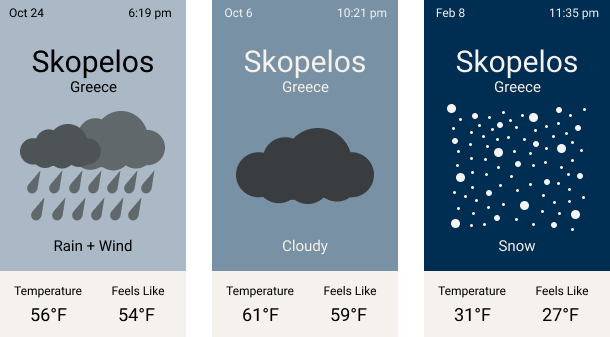 Oct 24 6:19 pm
Skopelos
Greece
Rain + Wind
Temperature Feels Like
56°F 54°F
Oct 6 10:21 pm
Skopelos
Greece
Cloudy
Temperature Feels Like
61°F 59°F
Feb 8 11:35 pm
Skopelos
Greece
Snow
Temperature Feels Like
31°F 27°F